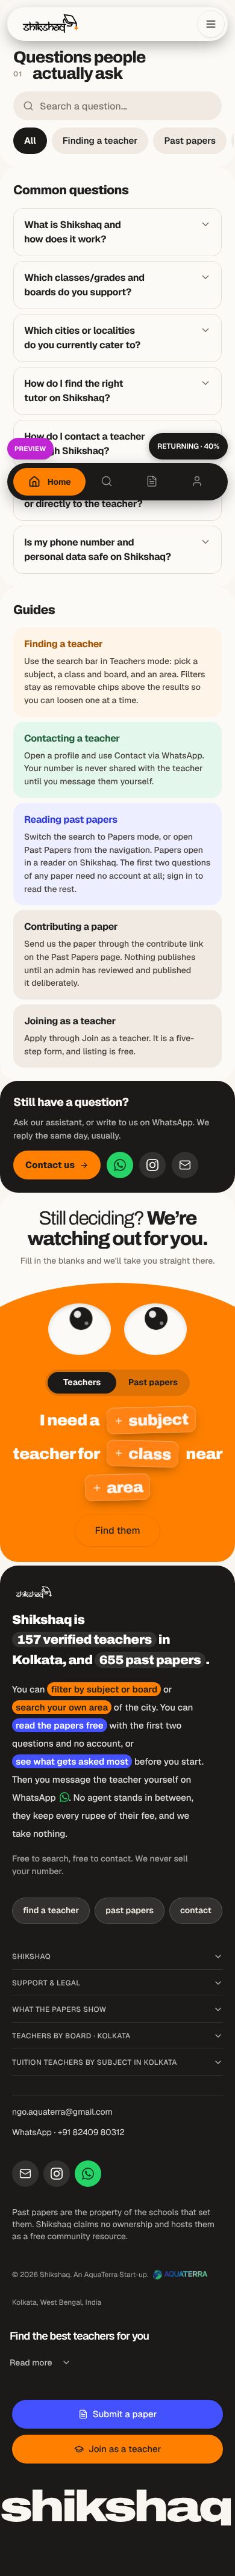 shikshaq
Questions people
01 actually ask
Search a question...
All
Finding a teacher
Past papers
Common questions
What is Shikshaq and
how does it work?
Which classes/grades and
boards do you support?
Which cities or localities
do you currently cater to?
How do I find the right
tutor on Shikshaq?
How do I contact a teacher
Shikshaq?
PREVIEW
RETURNING · 40%
Home
or directly to the teacher?
Is my phone number and
personal data safe on Shikshaq?
Guides
Finding a teacher
Use the search bar in Teachers mode: pick a
subject, a class and board, and an area. Filters
stay as removable chips above the results so
you can loosen one at a time.
Contacting a teacher
Open a profile and use Contact via WhatsApp.
Your number is never shared with the teacher
until you message them yourself.
Reading past papers
Switch the search to Papers mode, or open
Past Papers from the navigation. Papers open
in a reader on Shikshaq. The first two questions
of any paper need no account at all; sign in to
read the rest.
Contributing a paper
Send us the paper through the contribute link
on the Past Papers page. Nothing publishes
until an admin has reviewed and published
it deliberately.
Joining as a teacher
Apply through Join as a teacher. It is a five-
step form, and listing is free.
Still have a question?
Ask our assistant, or write to us on WhatsApp. We
reply the same day, usually.
Contact us →
Still deciding? We're
watching out for you.
Fill in the blanks and we'll take you straight there.
Teachers
Past papers
I need a + subject
teacher for + class near
+ area
Find them
shikshaq
Shikshaq is
157 verified teachers in
Kolkata, and 655 past papers .
You can filter by subject or board or
search your own area of the city. You can
read the papers free with the first two
questions and no account, or
see what gets asked most before you start.
Then you message the teacher yourself on
WhatsApp . No agent stands in between,
they keep every rupee of their fee, and we
take nothing.
Free to search, free to contact. We never sell
your number.
find a teacher
past papers
contact
SHIKSHAQ
SUPPORT & LEGAL
WHAT THE PAPERS SHOW
TEACHERS BY BOARD · KOLKATA
TUITION TEACHERS BY SUBJECT IN KOLKATA
ngo.aquaterra@gmail.com
WhatsApp · +91 82409 80312
Past papers are the property of the schools that set
them. Shikshaq claims no ownership and hosts them
as a free community resource.
© 2026 Shikshaq. An AquaTerra Start-up. AQUATERRA
Kolkata, West Bengal, India
Find the best teachers for you
Read more
Submit a paper
Join as a teacher
shikshaq